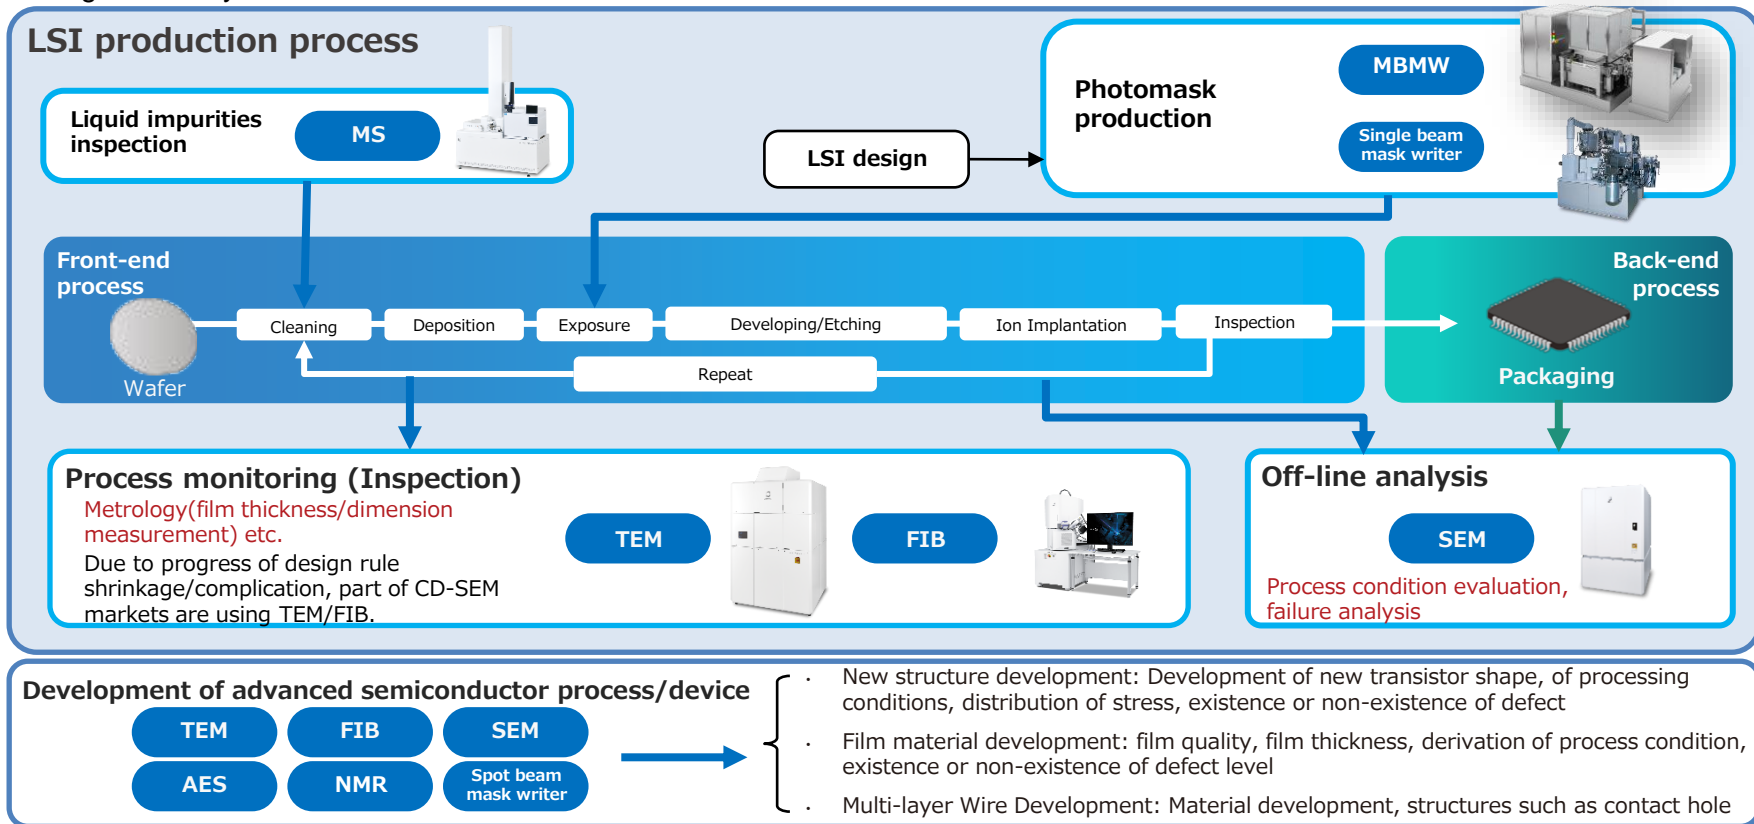 LSI production process
Liquid impurities
inspection
MS
LSI design
Photomask
production
MBMW
Single beam
mask writer
Front-end
process
Wafer
Cleaning
Deposition
Exposure
Developing/Etching
Ion Implantation
Inspection
Repeat
Back-end
process
Packaging
Process monitoring (Inspection)
Metrology(film thickness/dimension
measurement) etc.
Due to progress of design rule
shrinkage/complication, part of CD-SEM
markets are using TEM/FIB.
TEM
FIB
Off-line analysis
SEM
Process condition evaluation,
failure analysis
Development of advanced semiconductor process/device
TEM
FIB
SEM
AES
NMR
Spot beam
mask writer
· New structure development: Development of new transistor shape, of processing
conditions, distribution of stress, existence or non-existence of defect
· Film material development: film quality, film thickness, derivation of process condition,
existence or non-existence of defect level
· Multi-layer Wire Development: Material development, structures such as contact hole